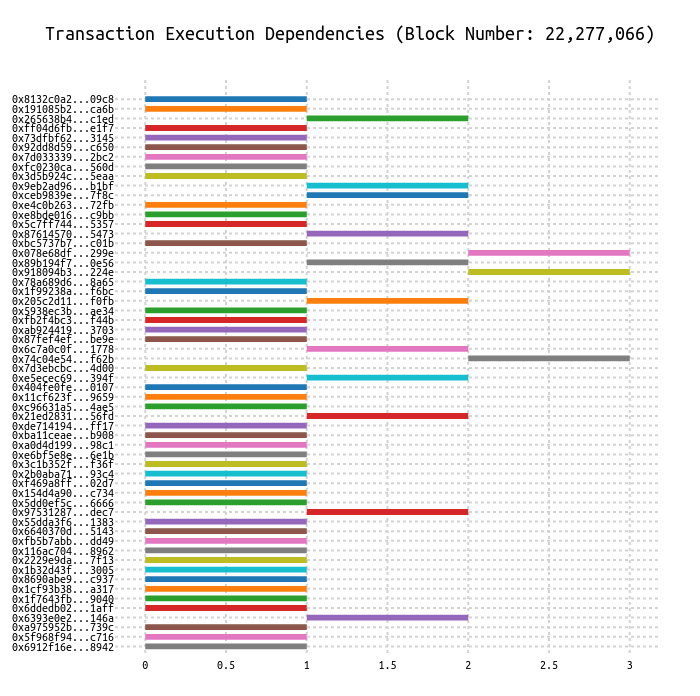 Transaction Execution Dependencies (Block Number: 22,277,066)
0x8132c0a2...09c8
0x191085b2...ca6b
0x265638b4...c1ed
0xff04d6fb...e1f7
0x73dfbf62...3145
0x92dd8d59...c650
0x7d033339...2bc2
0xfc0230ca...560d
0x3d5b924c...5eaa
0x9eb2ad96...b1bf
0xceb9839e...7f8c
0xe4c0b263...72fb
0xe8bde016...c9bb
0x5c7ff744...5357
0x87614570...5473
0xbc5737b7...c01b
0x078e68df...299e
0x89b194f7...0e56
0x918094b3...224e
0x78a689d6...8a65
0x1f99238a...f6bc
0x205c2d11...f0fb
0x5938ec3b...ae34
0xfb2f4bc3...f44b
0xab924419...3703
0x87fef4ef...be9e
0x6c7a0c0f...1778
0x74c04e54...f62b
0x7d3ebcbc...4d00
0xe5ecec69...394f
0x404fe0fe...0107
0x11cf623f...9659
0xc96631a5...4ae5
0x21ed2831...56fd
0xde714194...ff17
0xba11ceae...b908
0xa0d4d199...98c1
0xe6bf5e8e...6e1b
0x3c1b352f...f36f
0x2b0aba71...93c4
0xf469a8ff...02d7
0x154d4a90...c734
0x5dd0ef5c...6666
0x97531287...dec7
0x55dda3f6...1383
0x6640370d...5143
0xfb5b7abb...dd49
0x116ac704...8962
0x2229e9da...7f13
0x1b32d43f...3005
0x8690abe9...c937
0x1cf93b38...a317
0x1f7643fb...9040
0x6ddedb02...1aff
0x6393e0e2...146a
0xa975952b...739c
0x5f968f94...c716
0x6912f16e...8942
0 0.5 1 1.5 2 2.5 3